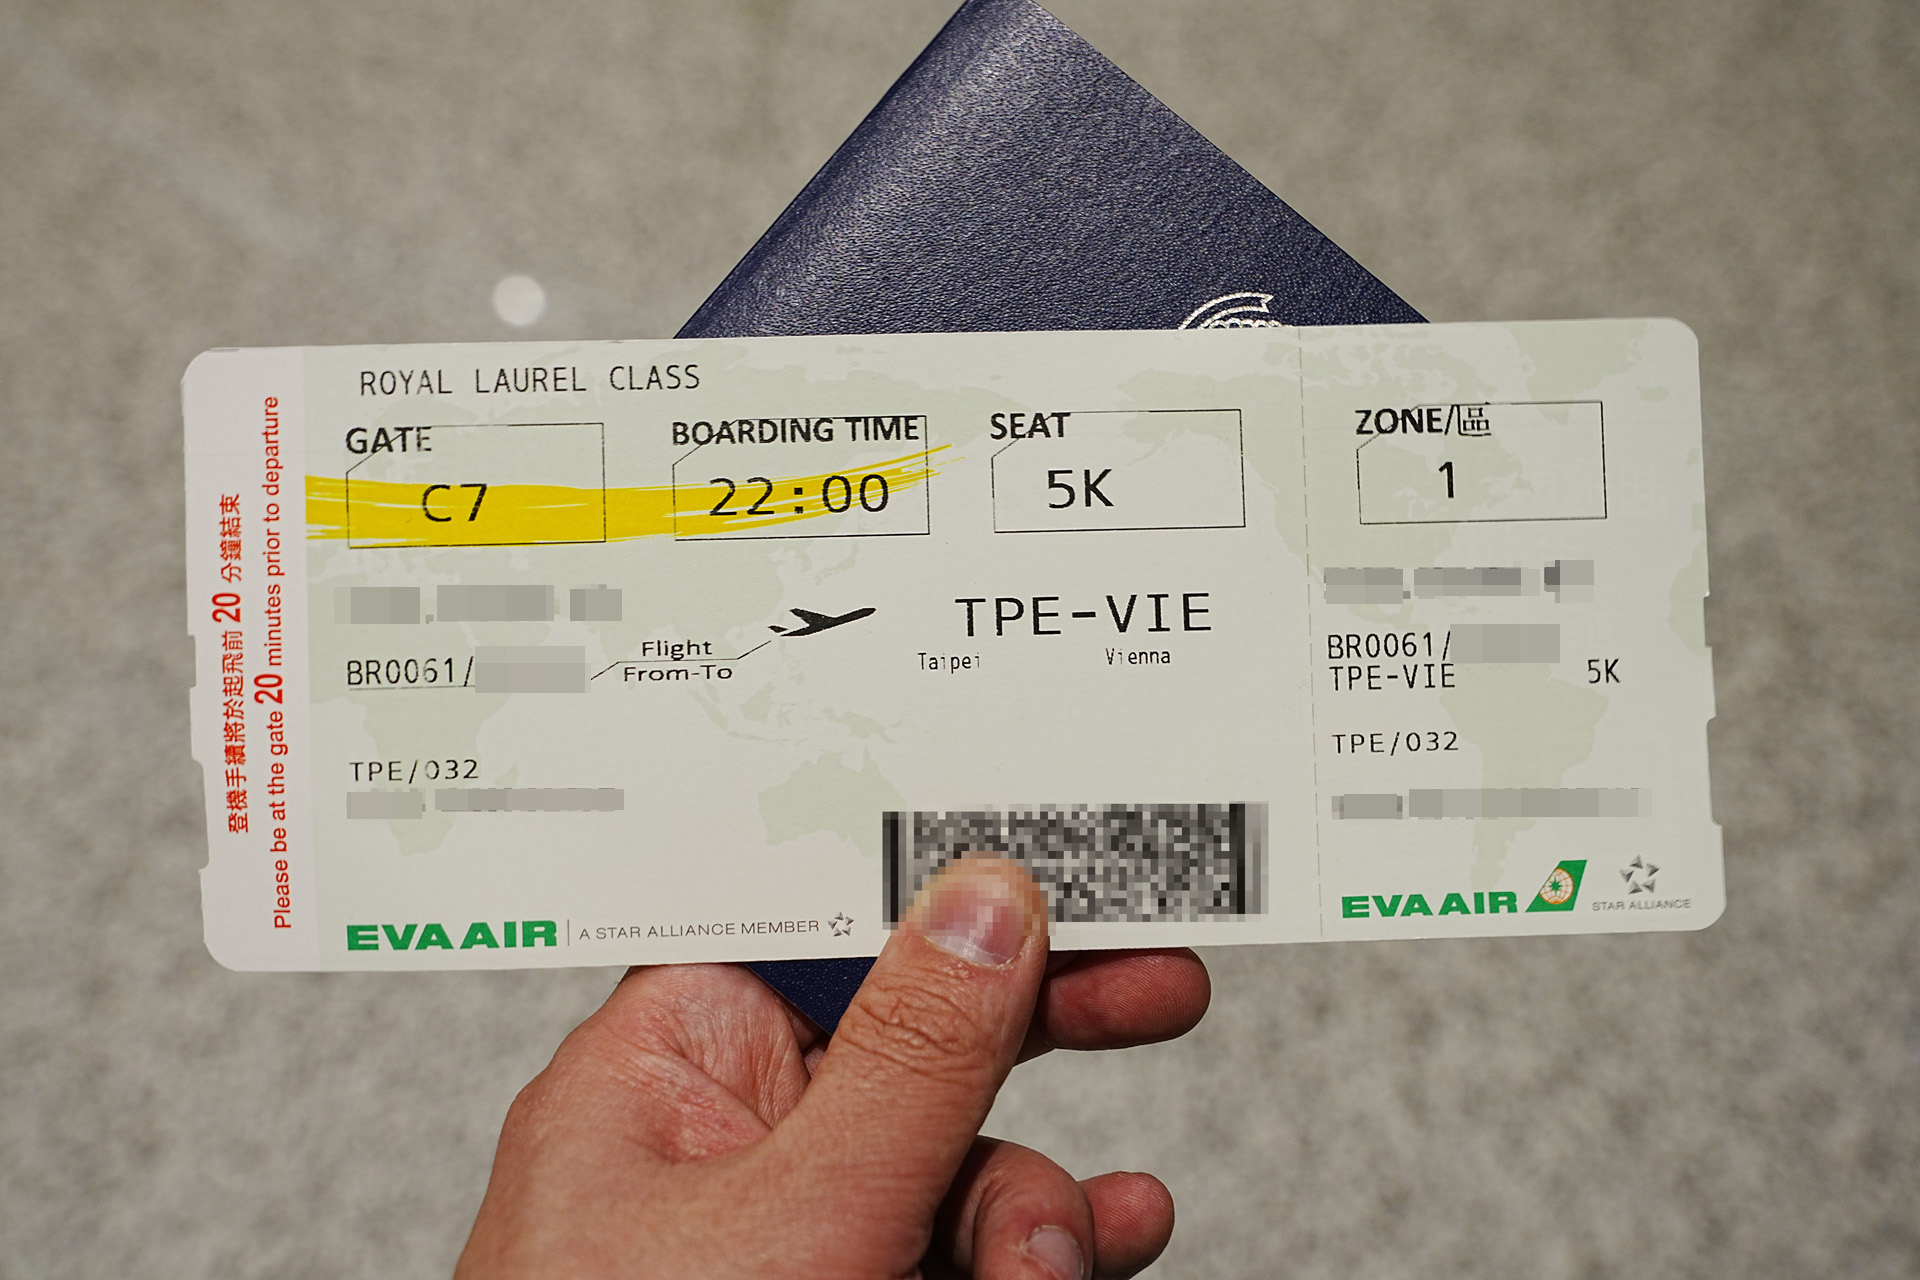 登機手續將於起飛前 20 分鐘結束
Please be at the gate 20 minutes prior to departure
ROYAL LAUREL CLASS
GATE
C7
BOARDING TIME
22:00
SEAT
5K
BR0061/
Flight
From-To
TPE-VIE
Taipei Vienna
TPE/032
EVA AIR A STAR ALLIANCE MEMBER
ZONE/區
1
BR0061/
TPE-VIE 5K
TPE/032
EVA AIR STAR ALLIANCE